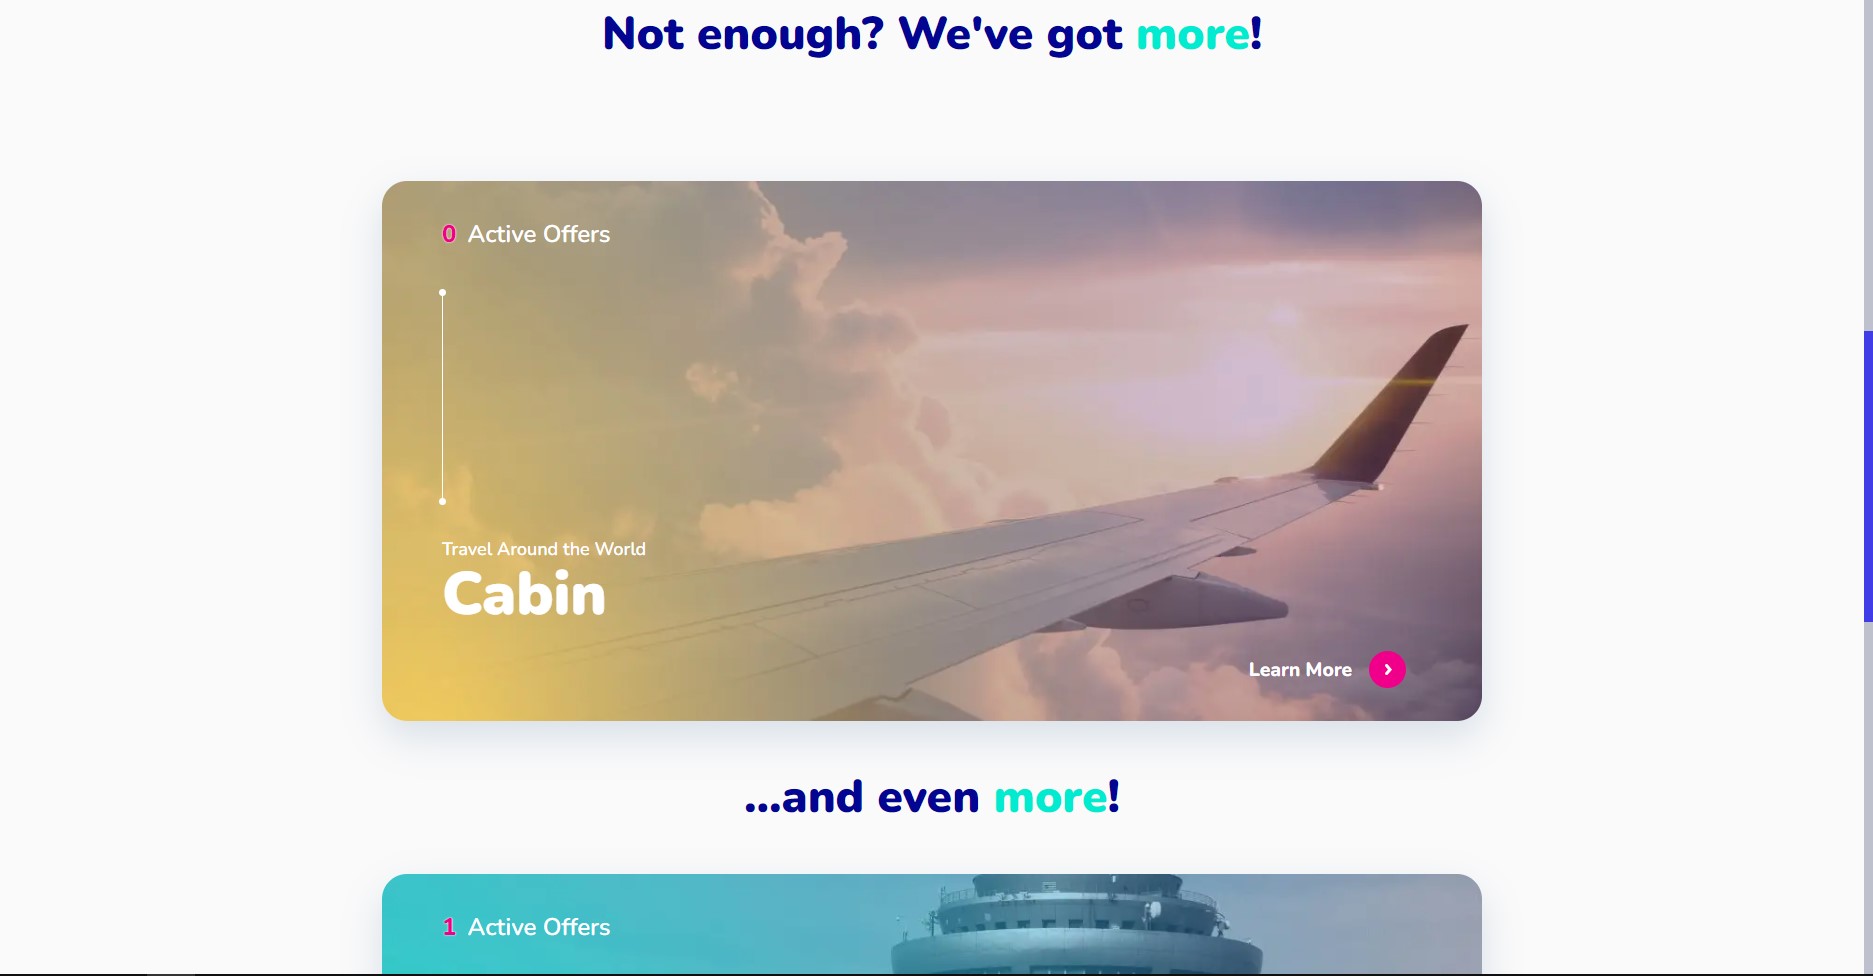 Not enough? We've got more!
0 Active Offers
Travel Around the World
Cabin
Learn More
...and even more!
1 Active Offers